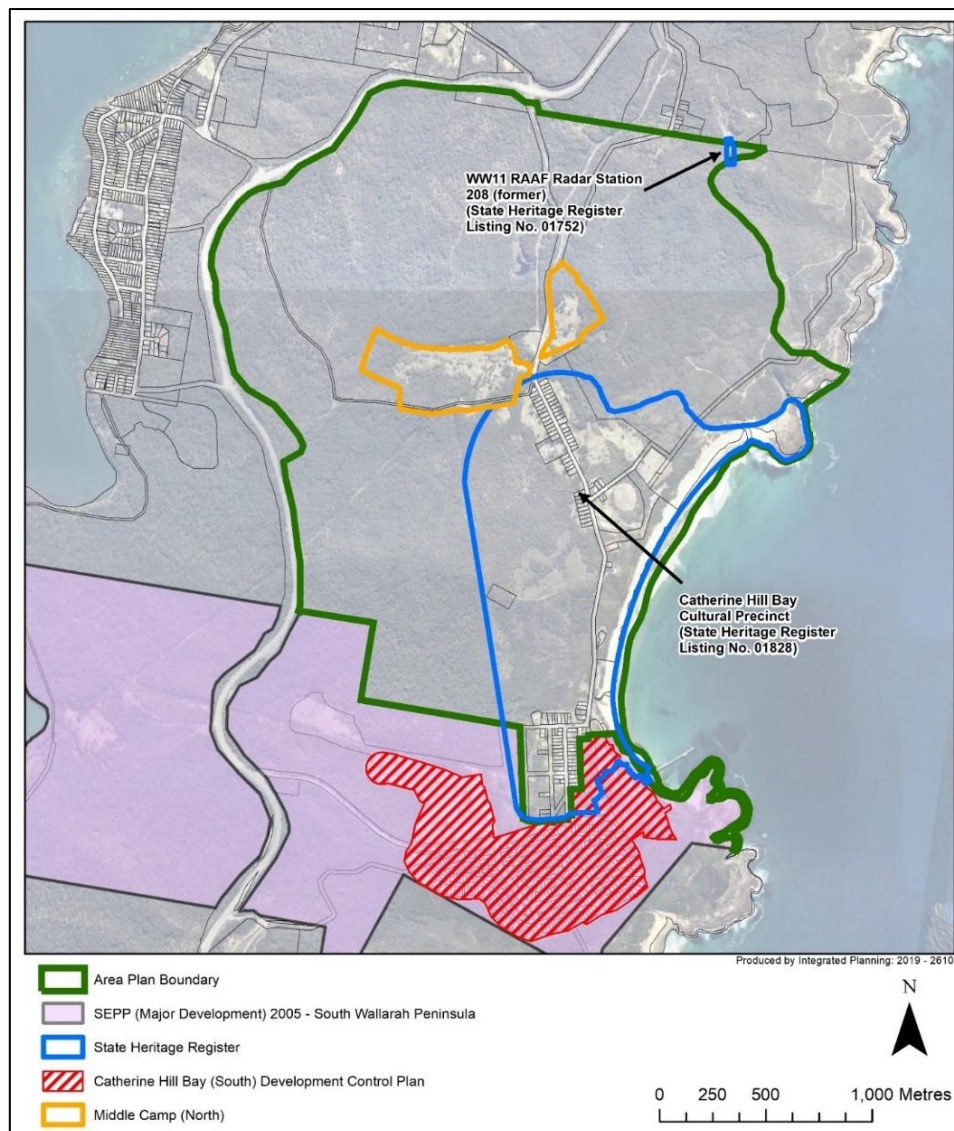 WW11 RAAF Radar Station
208 (former)
(State Heritage Register
Listing No. 01752)
Catherine Hill Bay
Cultural Precinct
(State Heritage Register
Listing No. 01828)
Produced by Integrated Planning: 2019 - 2610
Area Plan Boundary
SEPP (Major Development) 2005 - South Wallarah Peninsula
State Heritage Register
Catherine Hill Bay (South) Development Control Plan
Middle Camp (North)
N
0 250 500 1,000 Metres